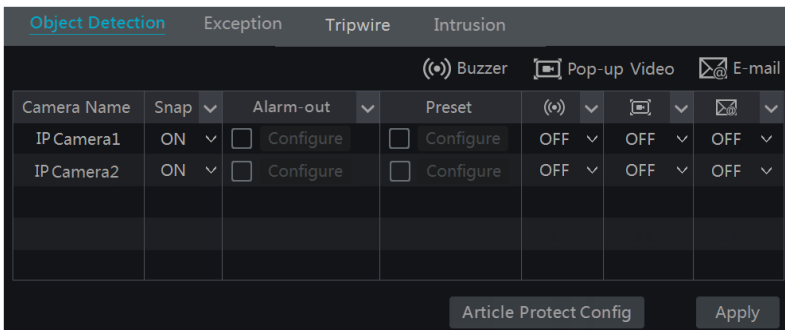 Object Detection Exception Tripwire Intrusion
Buzzer Pop-up Video E-mail
Camera Name Snap Alarm-out Preset
IP Camera1 ON Configure Configure OFF OFF OFF
IP Camera2 ON Configure Configure OFF OFF OFF
Article Protect Config Apply